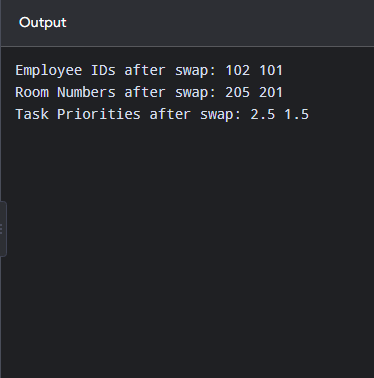 Output
Employee IDs after swap: 102 101
Room Numbers after swap: 205 201
Task Priorities after swap: 2.5 1.5